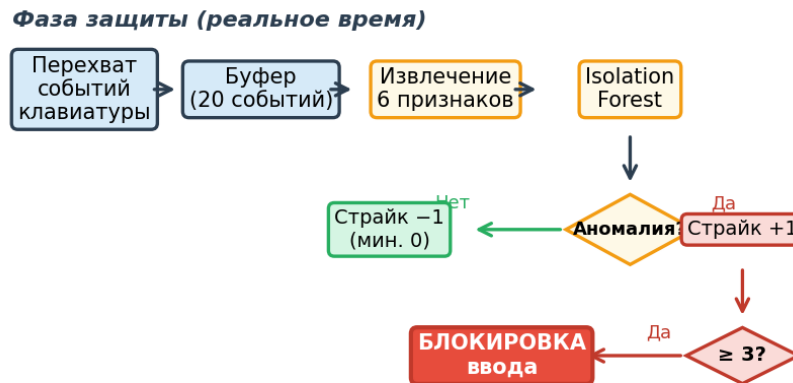 Фаза защиты (реальное время)
Перехват
событий
клавиатуры
Буфер
(20 событий)
Извлечение
6 признаков
Isolation
Forest
Нет
Страйк −1
(мин. 0)
Аномалия?
Да
Страйк +1
БЛОКИРОВКА
ввода
Да
≥ 3?